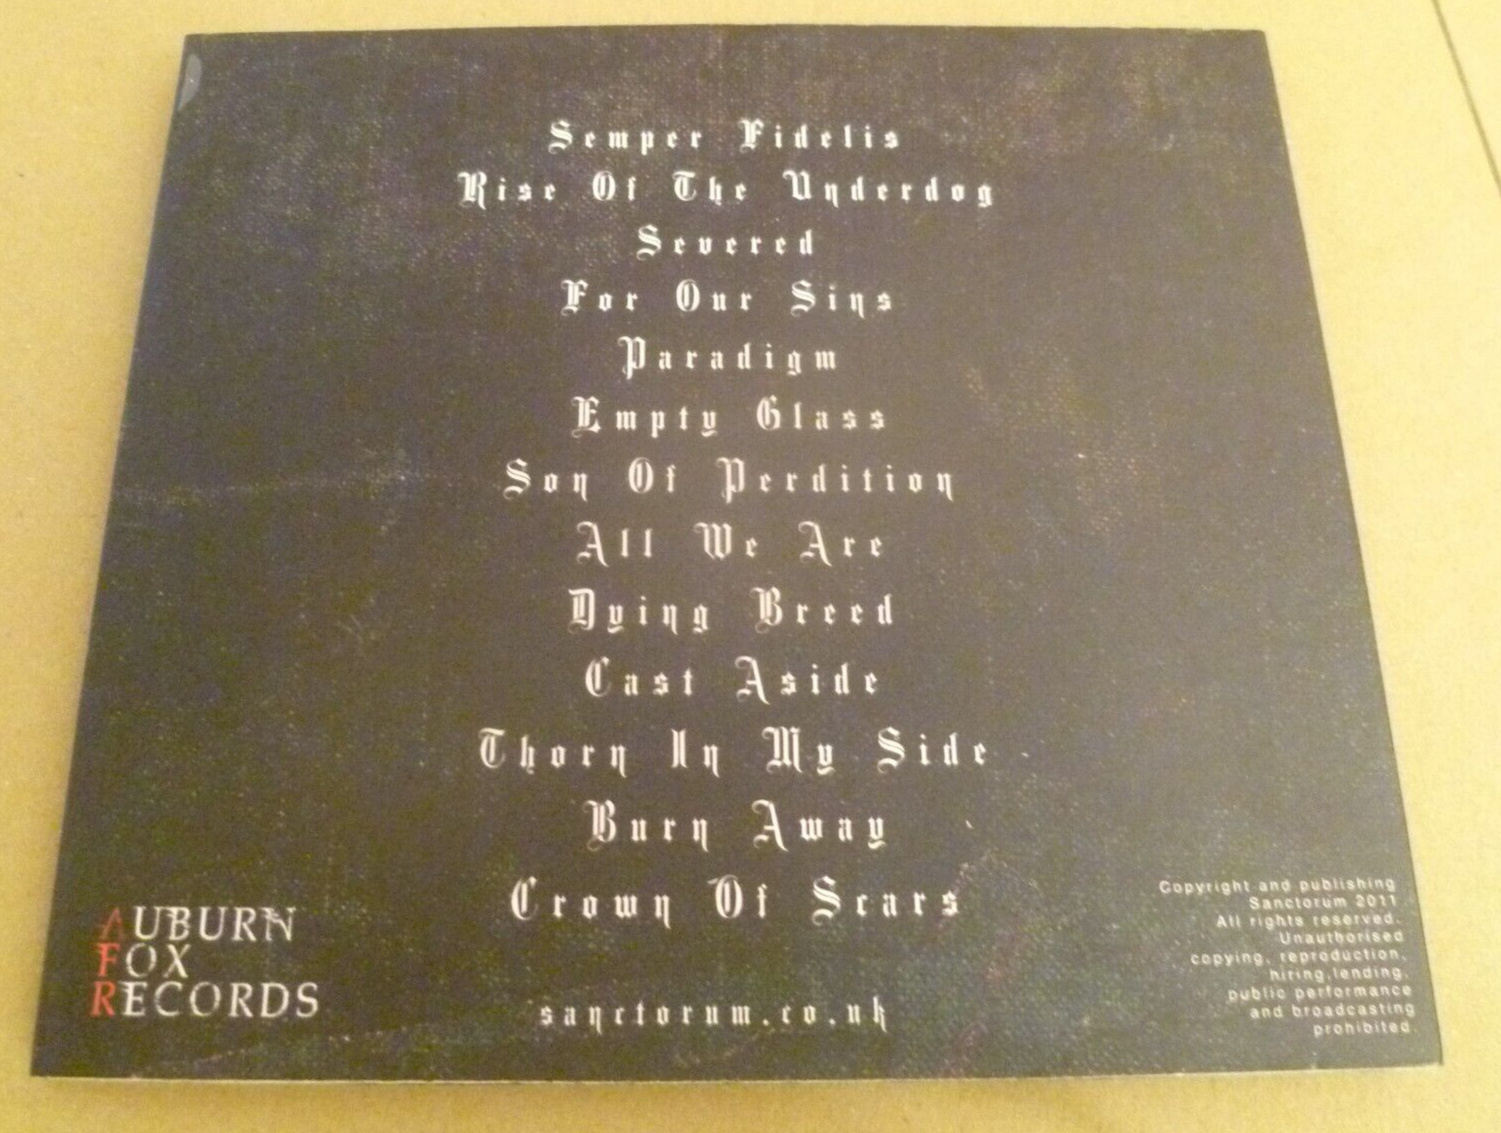 Semper Fidelis
Rise Of The Underdog
Severed
For Our Sins
Paradigm
Empty Glass
Son Of Perdition
All We Are
Dying Breed
Cast Aside
Thorn In My Side
Burn Away
Crown Of Scars
sanctorum.co.uk
AUBURN
FOX
RECORDS
Copyright and publishing
Sanctorum 2011
All rights reserved.
Unauthorised
copying, reproduction,
hiring,lending,
public performance
and broadcasting
prohibited.